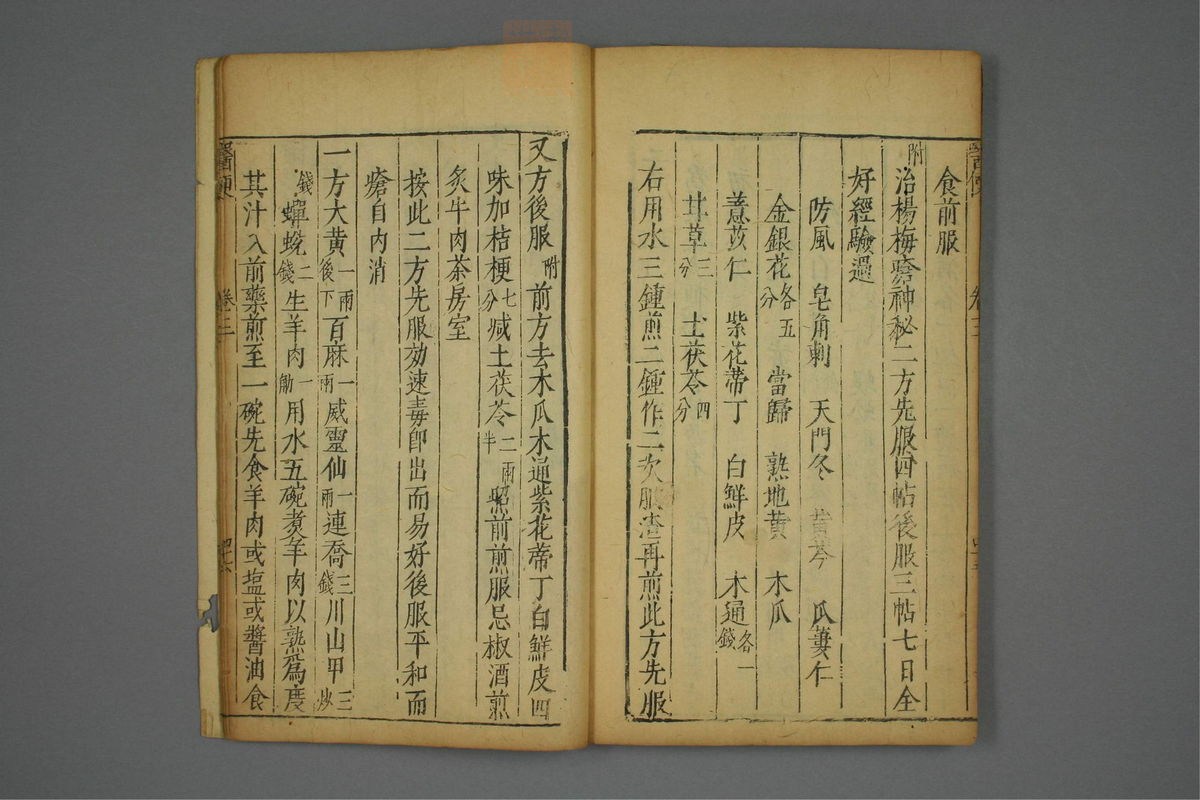 食前服
附治楊梅瘡神秘二方先服四帖後服三帖七日全
好經驗過
防風 皂角刺 天門冬 黃芩 瓜蔞仁
金銀花各五分 當歸 熟地黃 木瓜
薏苡仁 紫花蒂丁 白鮮皮 木通各一錢
甘草三分 土茯苓四分
右用水三鍾煎二鍾作二次服渣再煎此方先服
又方後服附前方去木瓜木通紫花帝丁白鮮皮四
味加桔梗七分減土茯苓二兩半照前煎服忌椒酒煎
炙牛肉茶房室
按此二方先服効速毒即出而易好後服平和而
瘡自內消
一方大黃一兩後下百麻一兩威靈仙一兩連喬三錢川山甲三炒
錢蟬蛻二錢生羊肉一觔用水五碗煑羊肉以熟爲度
其汁入前藥煎至一碗先食羊肉或塩或醬油食
醫便
卷三